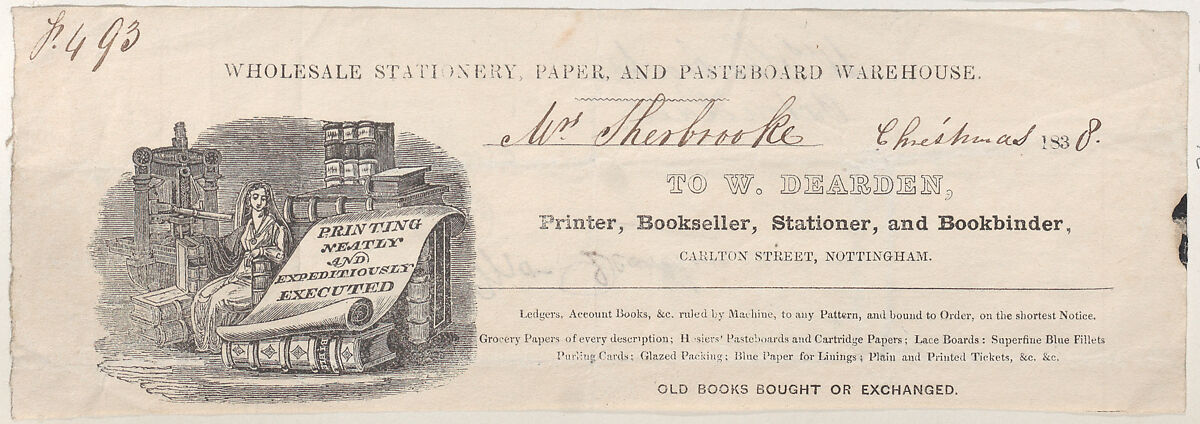 P. 493
WHOLESALE STATIONERY, PAPER, AND PASTEBOARD WAREHOUSE.
Mrs Sherbrooke Christmas 1838.
TO W. DEARDEN,
Printer, Bookseller, Stationer, and Bookbinder,
CARLTON STREET, NOTTINGHAM.
PRINTING
NEATLY
AND
EXPEDITIOUSLY
EXECUTED
Ledgers, Account Books, &c. ruled by Machine, to any Pattern, and bound to Order, on the shortest Notice.
Grocery Papers of every description; H siers' Pasteboards and Cartridge Papers; Lace Boards: Superfine Blue Fillets
Purling Cards; Glazed Packing; Blue Paper for Linings; Plain and Printed Tickets, &c. &c.
OLD BOOKS BOUGHT OR EXCHANGED.